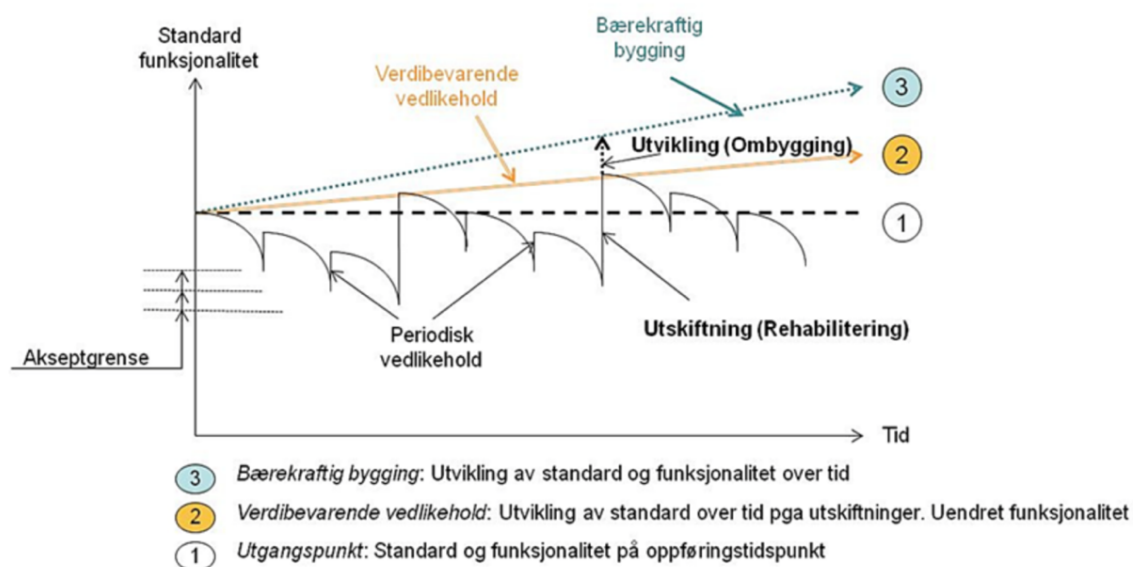 Standard
funksjonalitet
Bærekraftig
bygging
Verdibevarende
vedlikehold
3
Utvikling (Ombygging)
2
1
Periodisk
vedlikehold
Utskiftning (Rehabilitering)
Akseptgrense
Tid
3 Bærekraftig bygging: Utvikling av standard og funksjonalitet over tid
2 Verdibevarende vedlikehold: Utvikling av standard over tid pga utskiftninger. Uendret funksjonalitet
1 Utgangspunkt: Standard og funksjonalitet på oppføringstidspunkt